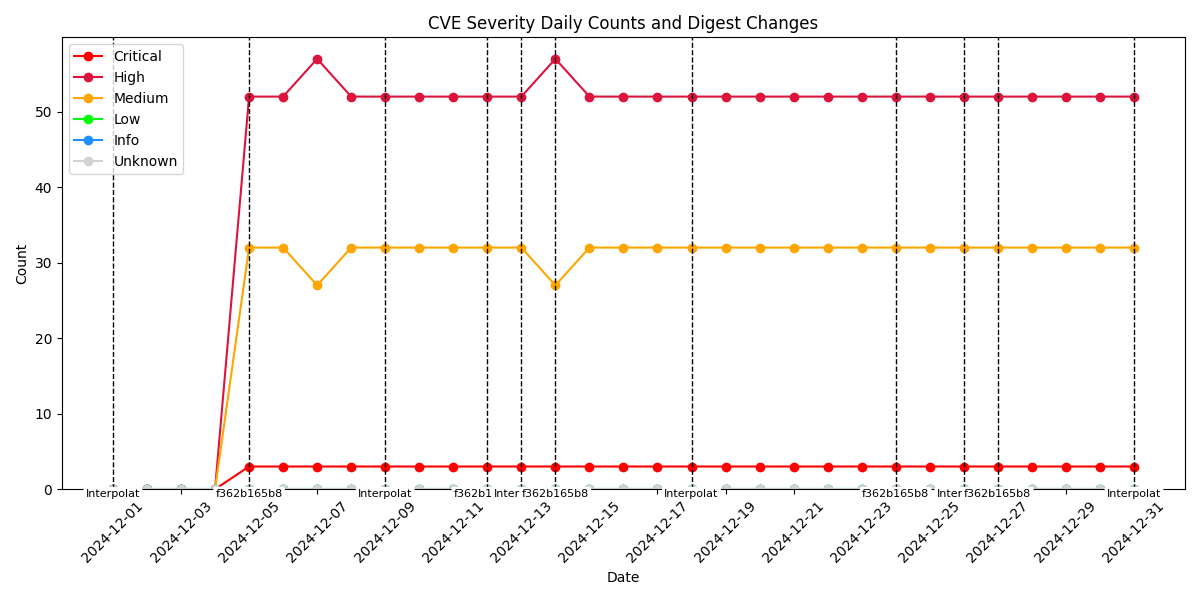 CVE Severity Daily Counts and Digest Changes
Critical
High
Medium
Low
Info
Unknown
Count
50
40
30
20
10
0
Interpolat
f362b165b8
Interpolat
f362b1
Inter
f362b165b8
Interpolat
f362b165b8
Interf
f362b165b8
Interpolat
2024-12-01
2024-12-03
2024-12-05
2024-12-07
2024-12-09
2024-12-11
2024-12-13
2024-12-15
2024-12-17
2024-12-19
2024-12-21
2024-12-23
2024-12-25
2024-12-27
2024-12-29
2024-12-31
Date